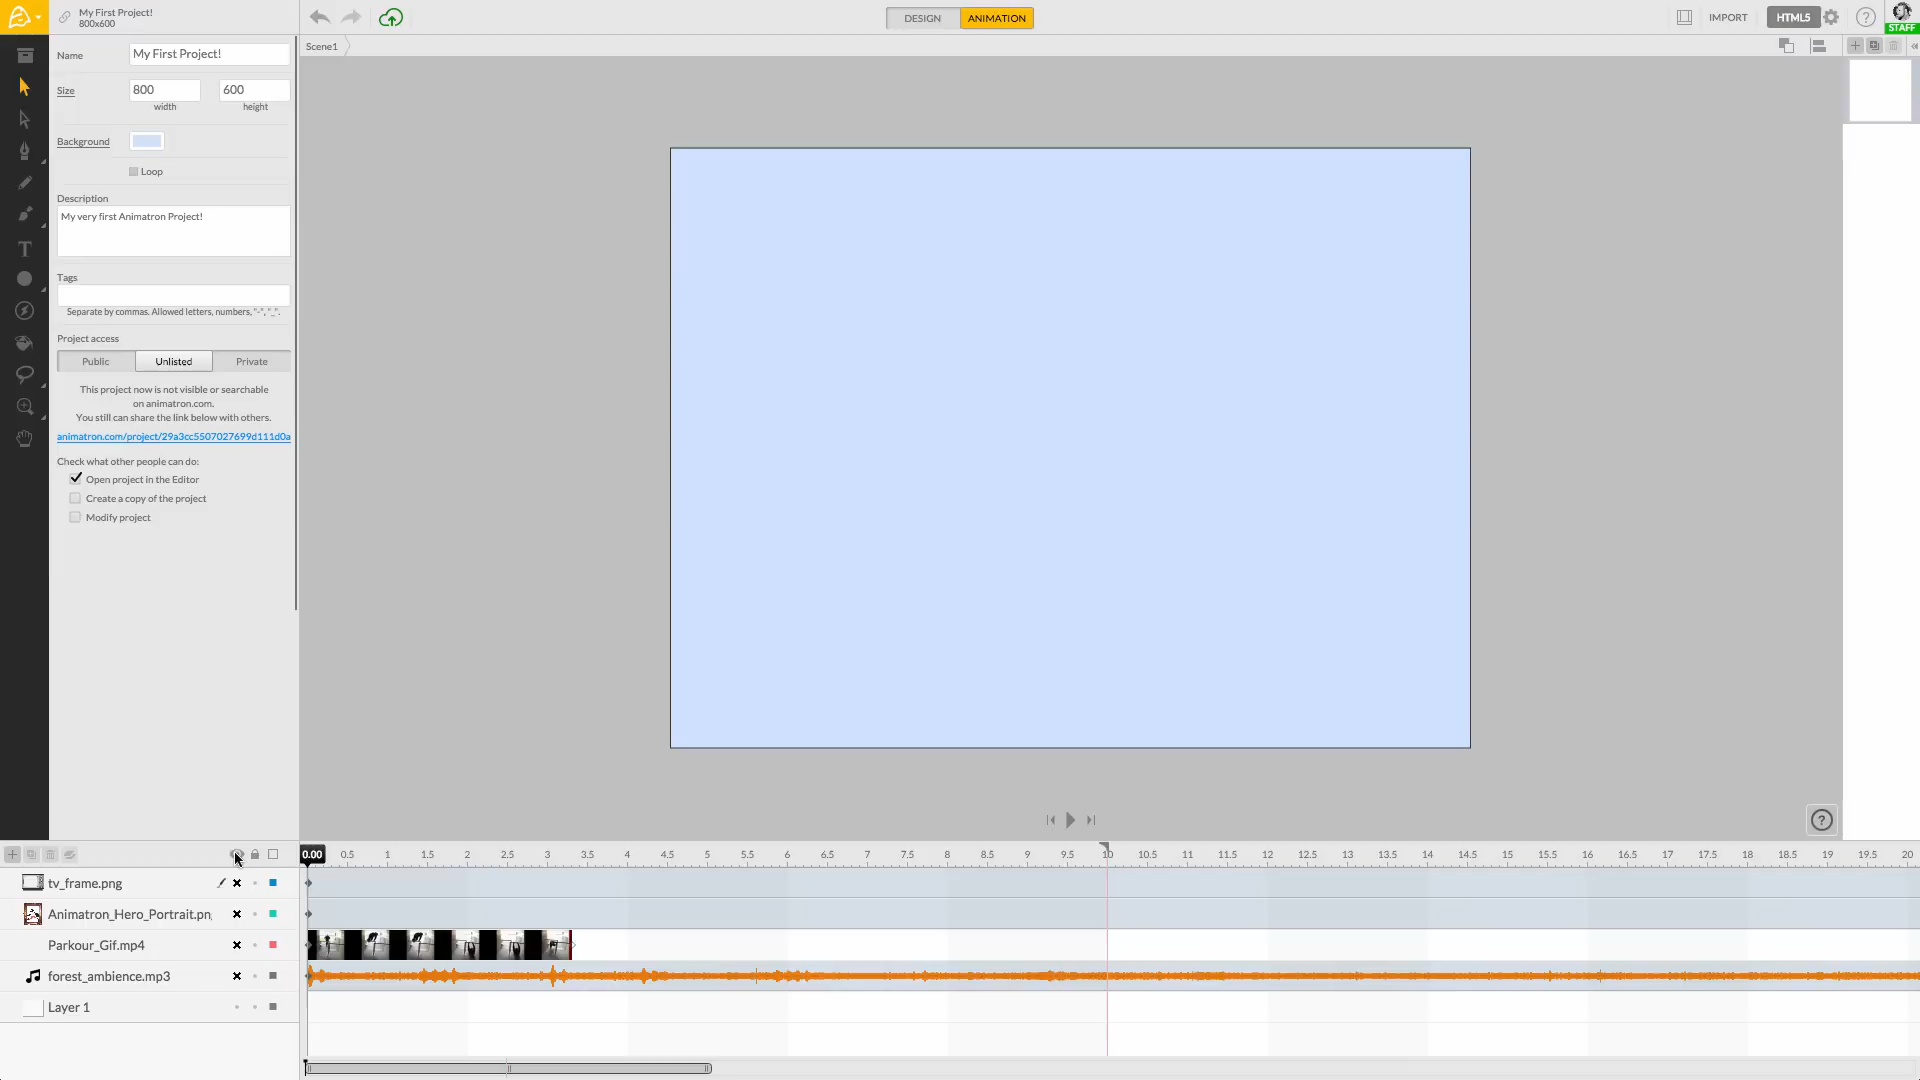 My First Project!
800x600
DESIGN
ANIMATION
IMPORT
HTML5
?
STAFF
Scene1
Name
My First Project!
Size
800
600
width
height
Background
Loop
Description
My very first Animatron Project!
Tags
Separate by commas. Allowed letters, numbers, "-", "_".
Project access
Public
Unlisted
Private
This project now is not visible or searchable
on animatron.com.
You still can share the link below with others.
animatron.com/project/29a3cc5507027699d111d0a
Check what other people can do:
Open project in the Editor
Create a copy of the project
Modify project
T
?
0.00 0.5 1 1.5 2 2.5 3 3.5 4 4.5 5 5.5 6 6.5 7 7.5 8 8.5 9 9.5 10 10.5 11 11.5 12 12.5 13 13.5 14 14.5 15 15.5 16 16.5 17 17.5 18 18.5 19 19.5 20
tv_frame.png
Animatron_Hero_Portrait.pn
Parkour_Gif.mp4
forest_ambience.mp3
Layer 1